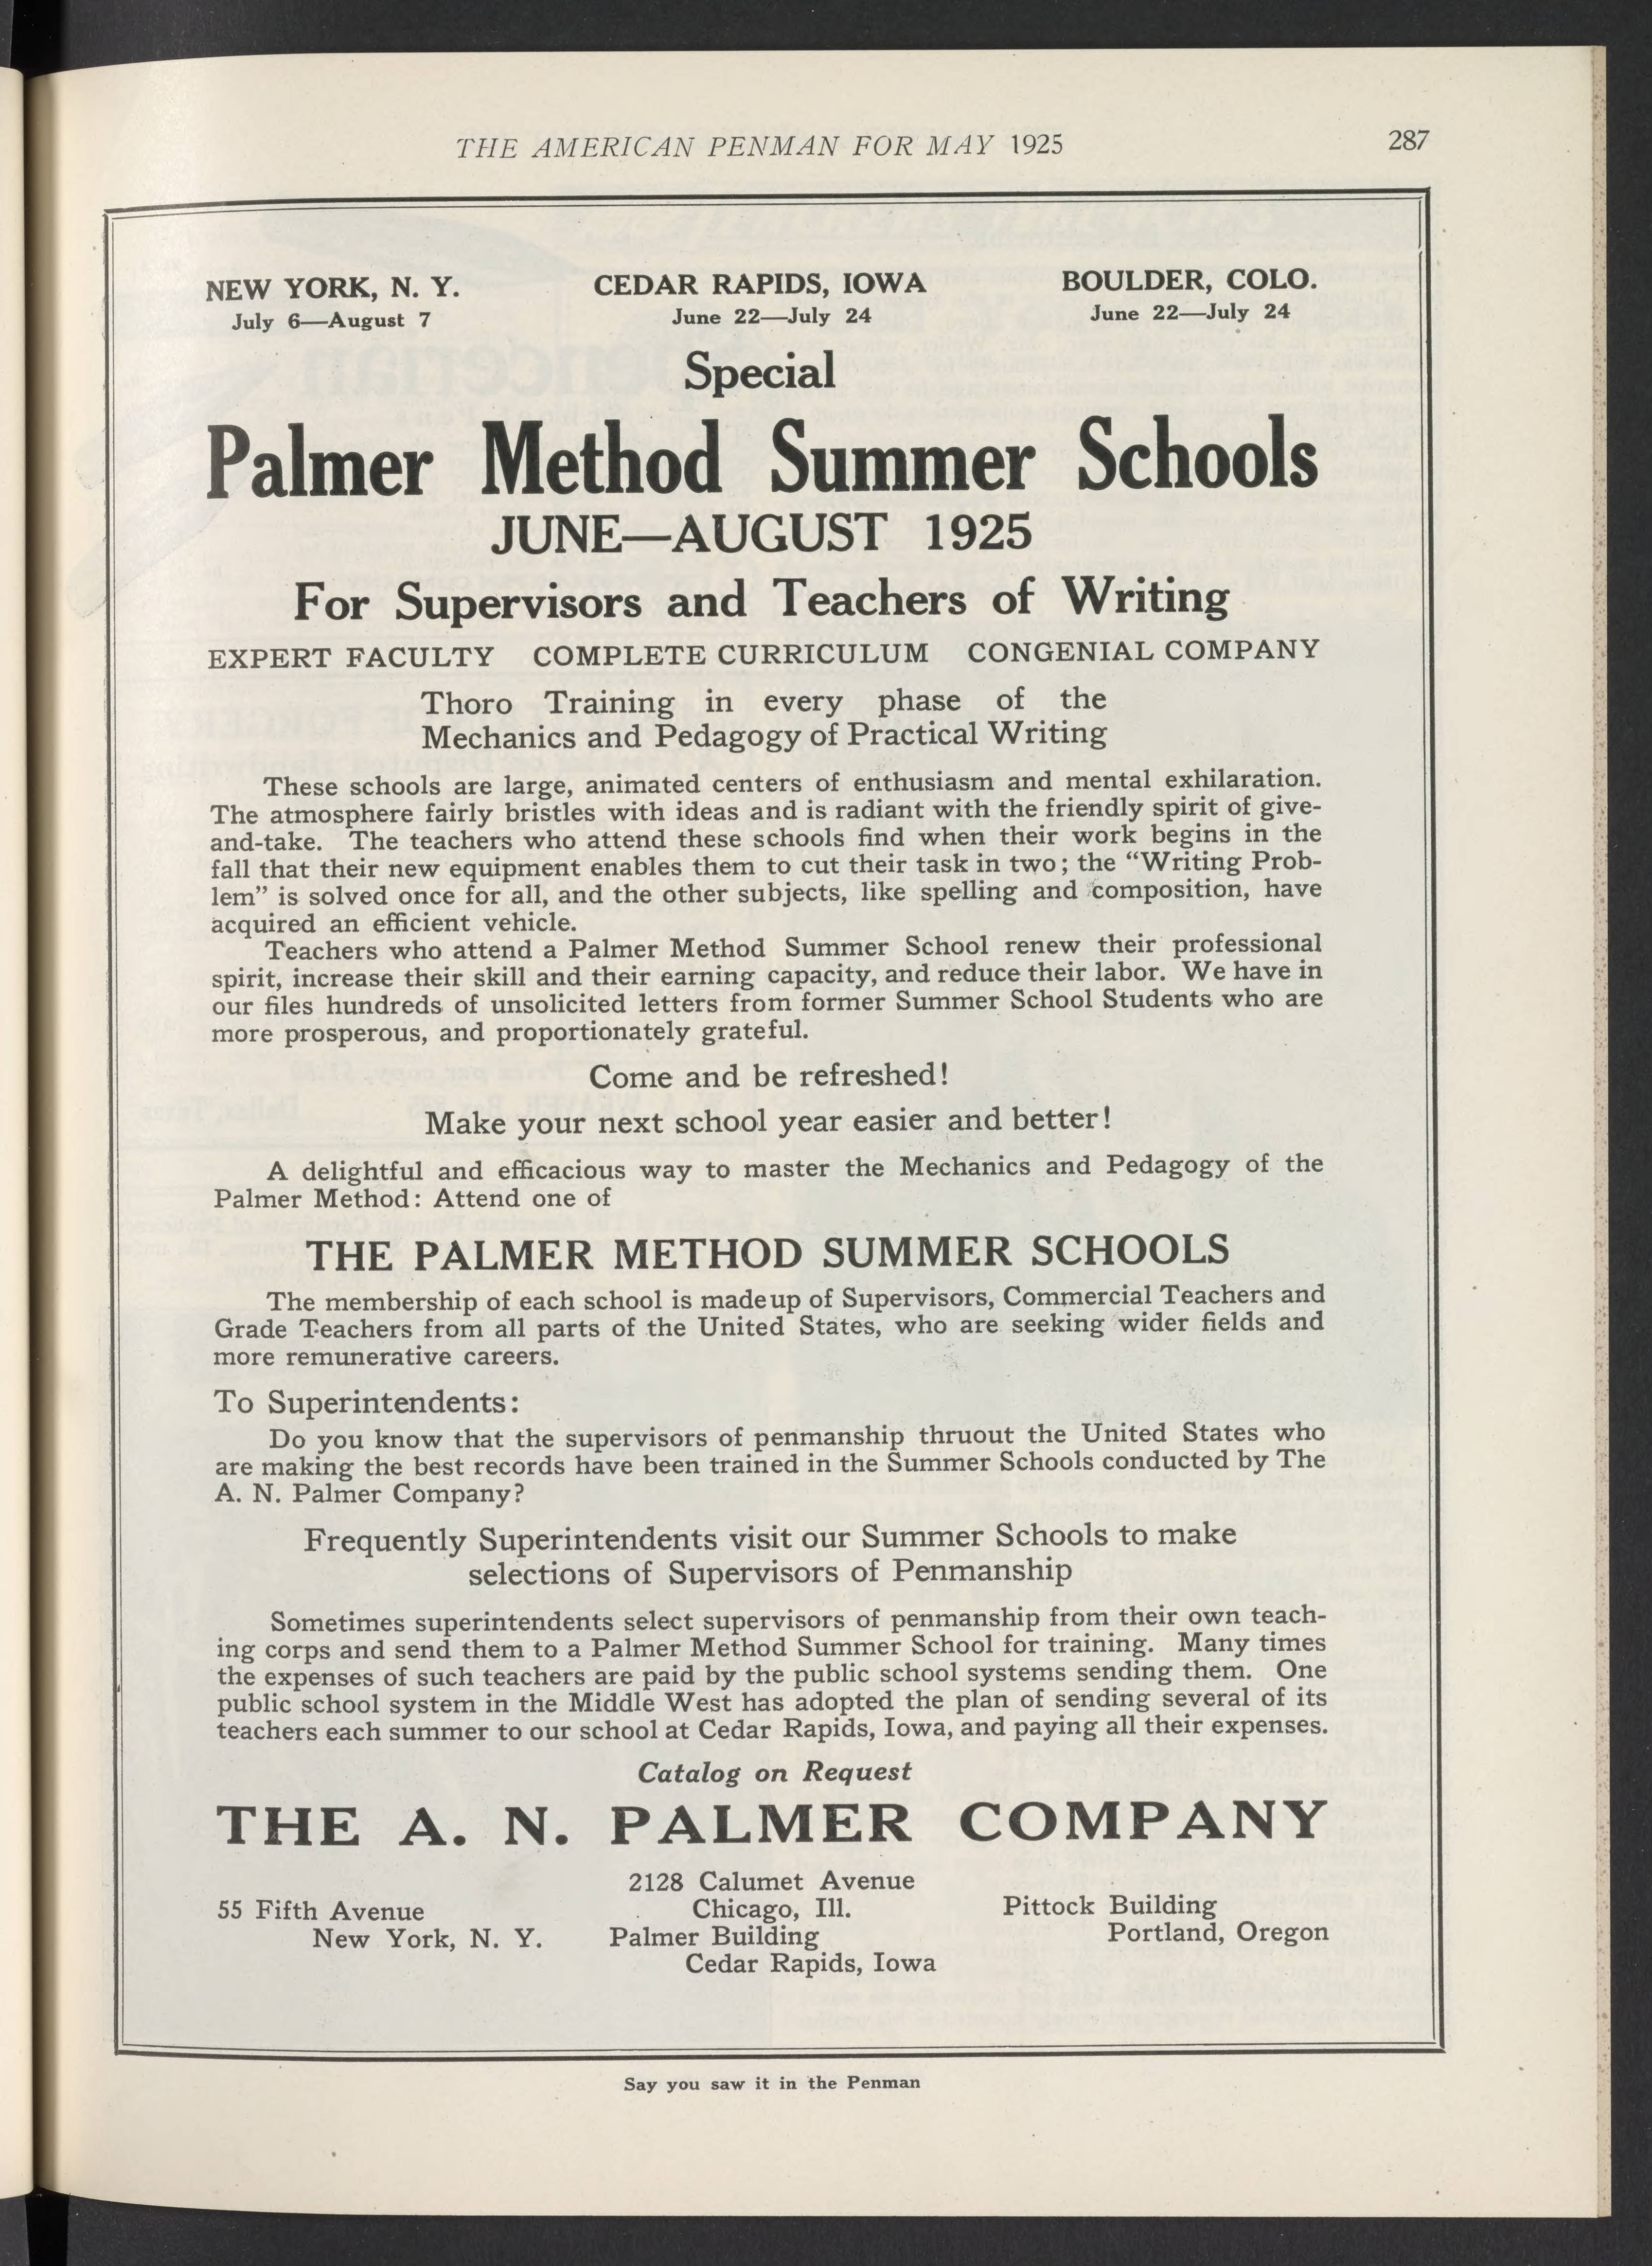 THE AMERICAN PENMAN FOR MAY 1925 287
NEW YORK, N. Y. CEDAR RAPIDS, IOWA BOULDER, COLO.
July 6—August 7 June 22—July 24 June 22—July 24
Special
Palmer Method Summer Schools
JUNE—AUGUST 1925
For Supervisors and Teachers of Writing
EXPERT FACULTY COMPLETE CURRICULUM CONGENIAL COMPANY
Thoro Training in every phase of the
Mechanics and Pedagogy of Practical Writing
These schools are large, animated centers of enthusiasm and mental exhilaration.
The atmosphere fairly bristles with ideas and is radiant with the friendly spirit of give-
and-take. The teachers who attend these schools find when their work begins in the
fall that their new equipment enables them to cut their task in two; the “Writing Prob-
lem” is solved once for all, and the other subjects, like spelling and composition, have
acquired an efficient vehicle.
Teachers who attend a Palmer Method Summer School renew their professional
spirit, increase their skill and their earning capacity, and reduce their labor. We have in
our files hundreds of unsolicited letters from former Summer School Students who are
more prosperous, and proportionately grateful.
Come and be refreshed!
Make your next school year easier and better!
A delightful and efficacious way to master the Mechanics and Pedagogy of the
Palmer Method: Attend one of
THE PALMER METHOD SUMMER SCHOOLS
The membership of each school is made up of Supervisors, Commercial Teachers and
Grade Teachers from all parts of the United States, who are seeking wider fields and
more remunerative careers.
To Superintendents:
Do you know that the supervisors of penmanship thruout the United States who
are making the best records have been trained in the Summer Schools conducted by The
A. N. Palmer Company?
Frequently Superintendents visit our Summer Schools to make
selections of Supervisors of Penmanship
Sometimes superintendents select supervisors of penmanship from their own teach-
ing corps and send them to a Palmer Method Summer School for training. Many times
the expenses of such teachers are paid by the public school systems sending them. One
public school system in the Middle West has adopted the plan of sending several of its
teachers each summer to our school at Cedar Rapids, Iowa, and paying all their expenses.
Catalog on Request
THE A. N. PALMER COMPANY
55 Fifth Avenue
New York, N. Y.
2128 Calumet Avenue
Chicago, Ill.
Palmer Building
Cedar Rapids, Iowa
Pittock Building
Portland, Oregon
Say you saw it in the Penman